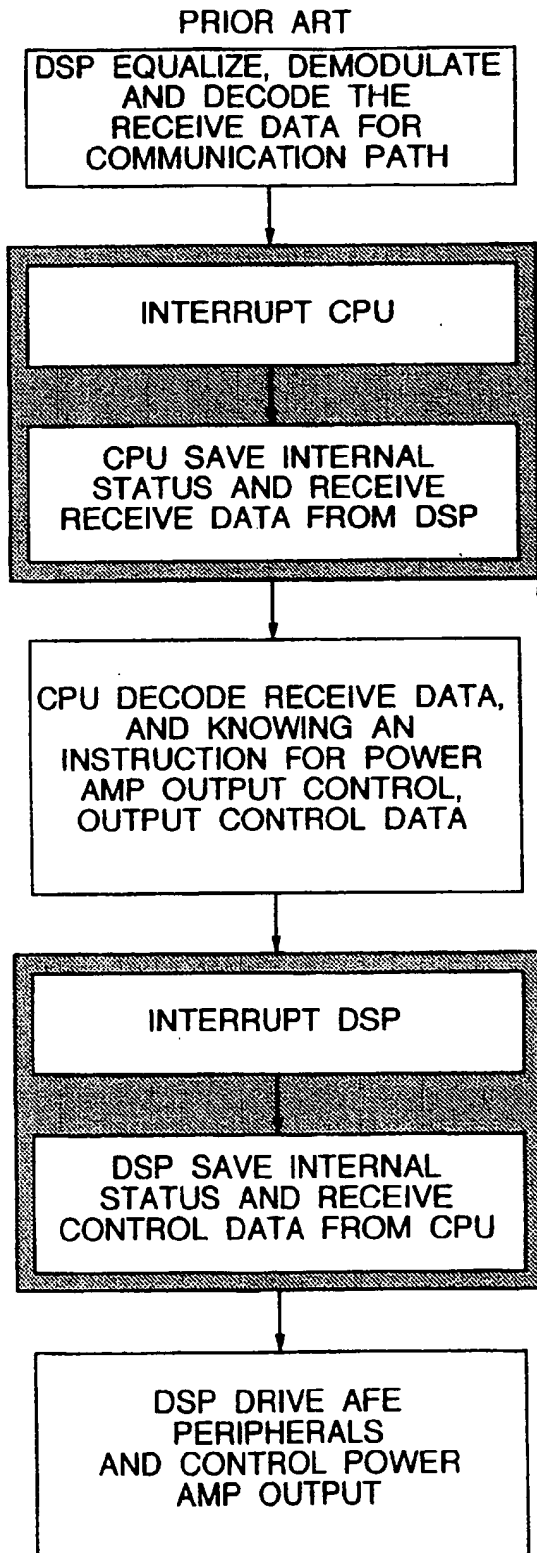 PRIOR ART
DSP EQUALIZE, DEMODULATE
AND DECODE THE
RECEIVE DATA FOR
COMMUNICATION PATH
INTERRUPT CPU
CPU SAVE INTERNAL
STATUS AND RECEIVE
RECEIVE DATA FROM DSP
CPU DECODE RECEIVE DATA,
AND KNOWING AN
INSTRUCTION FOR POWER
AMP OUTPUT CONTROL,
OUTPUT CONTROL DATA
INTERRUPT DSP
DSP SAVE INTERNAL
STATUS AND RECEIVE
CONTROL DATA FROM CPU
DSP DRIVE AFE
PERIPHERALS
AND CONTROL POWER
AMP OUTPUT